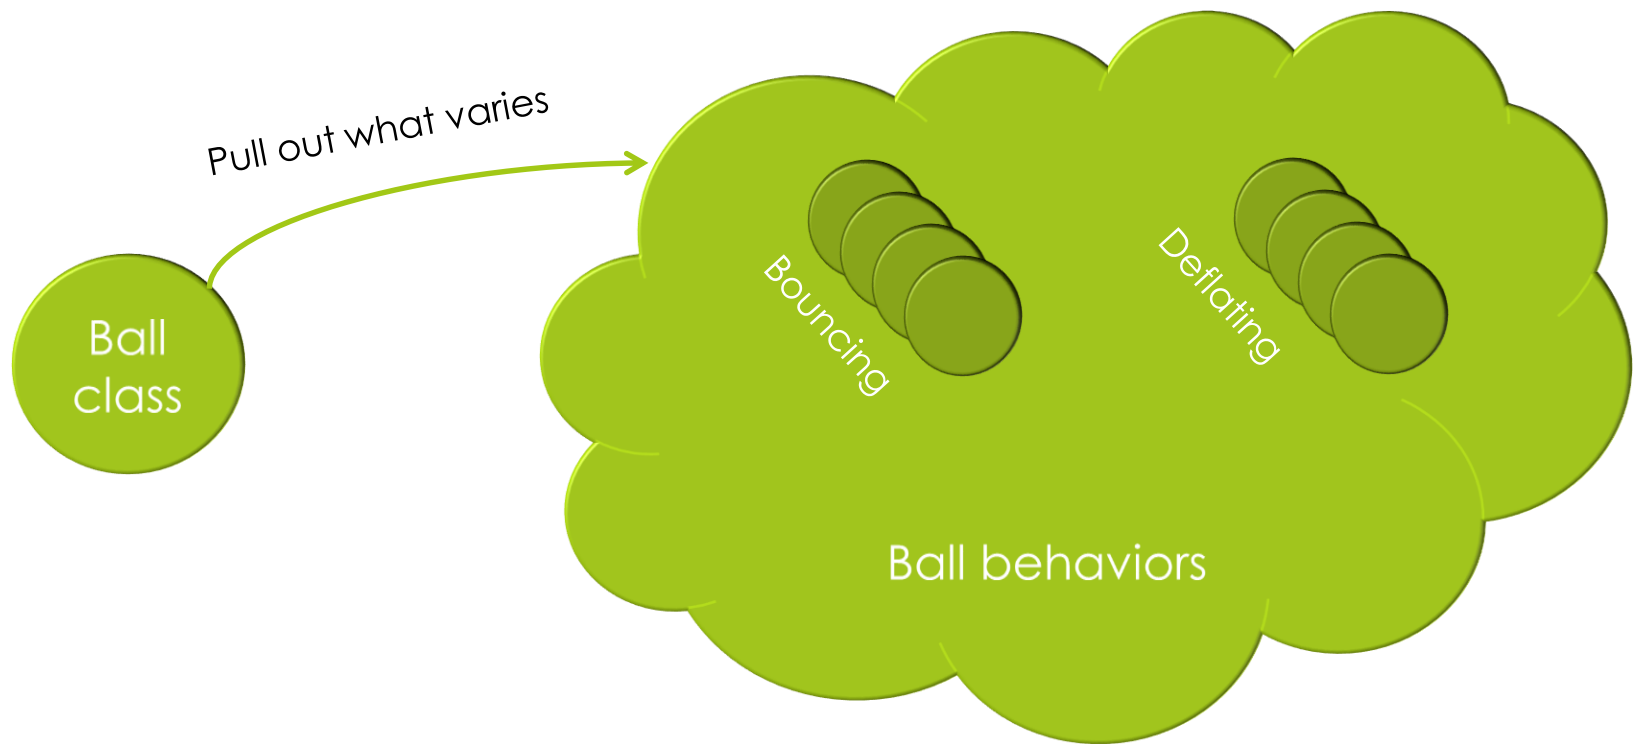 Pull out what varies
Ball
class
Bouncing
Deflating
Ball behaviors